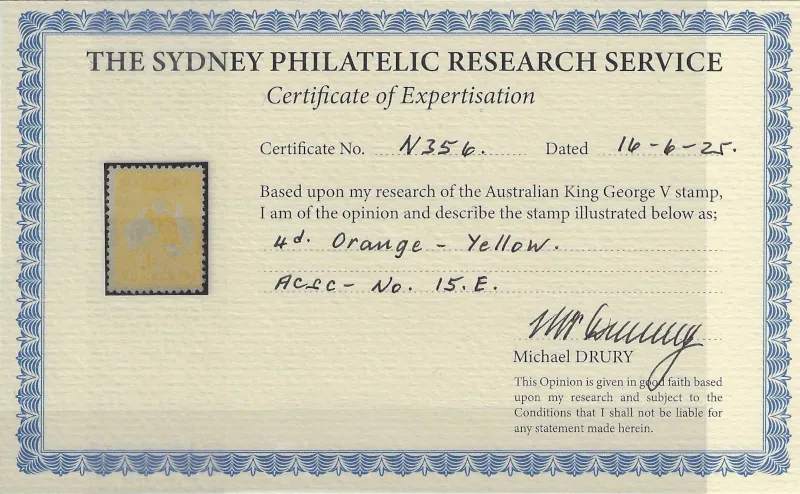 THE SYDNEY PHILATELIC RESEARCH SERVICE
Certificate of Expertisation
Certificate No. N356. Dated 16-6-25.
Based upon my research of the Australian King George V stamp,
I am of the opinion and describe the stamp illustrated below as;
4d. Orange - Yellow.
ACSC - No. 15.E.
Michael DRURY
This Opinion is given in good faith based
upon my research and subject to the
Conditions that I shall not be liable for
any statement made herein.